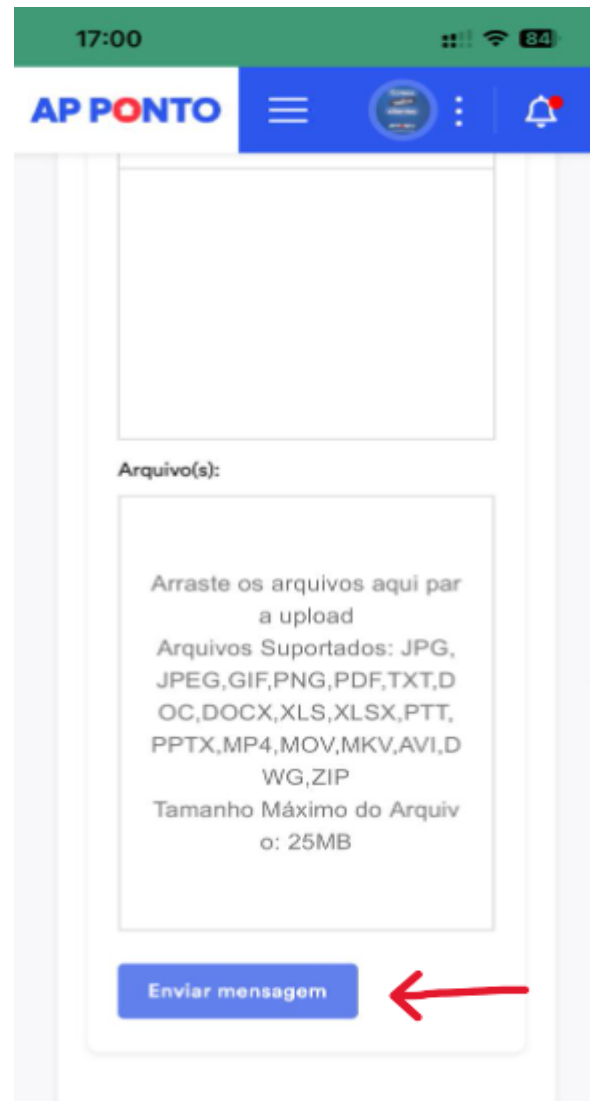 17:00
84
AP PONTO
Arquivo(s):
Arraste os arquivos aqui par
a upload
Arquivos Suportados: JPG,
JPEG,GIF,PNG,PDF,TXT,D
OC,DOCX,XLS,XLSX,PTT,
PPTX,MP4,MOV,MKV,AVI,D
WG,ZIP
Tamanho Máximo do Arquiv
o: 25MB
Enviar mensagem